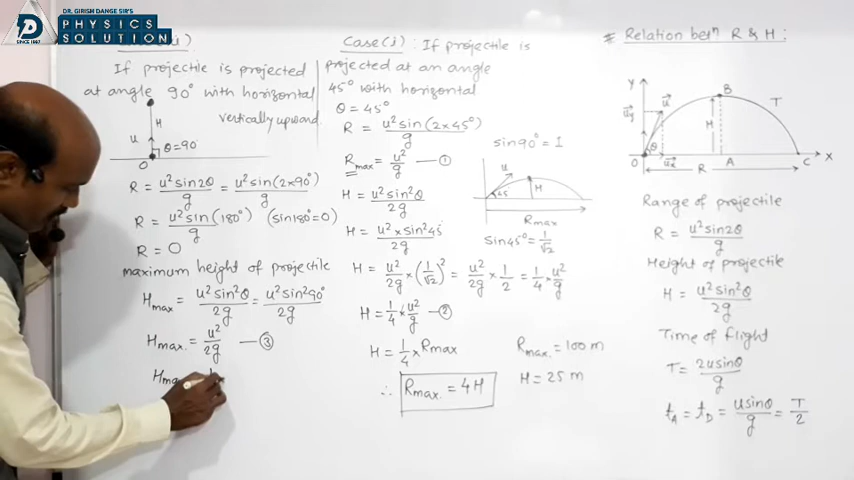 DR. GIRISH DANGE SIR'S
PHYSICS
SOLUTION
SINCE 1997
If projectile is projected
at angle 90° with horizontal
vertically upward.
H
u
θ = 90°
O
R = u²sin2θ/g = u²sin(2×90°)/g
R = u²sin(180°)/g (sin180° = 0)
R = 0
maximum height of projectile
Hmax = u²sin²θ/2g = u²sin²90°/2g
Hmax. = u²/2g — ③
Case(i) : If projectile is
projected at an angle
45° with horizontal
θ = 45°
R = u²sin(2×45°)/g
sin90° = 1
Rmax = u²/g — ①
H = u²sin²θ/2g
H = u²×sin²45°/2g
u
45
H
Rmax
sin45° = 1/√2
H = u²/2g × (1/√2)² = u²/2g × 1/2 = 1/4 × u²/g
H = 1/4 × u²/g — ②
H = 1/4 × Rmax
∴ Rmax. = 4H
Rmax. = 100 m
H = 25 m
* Relation betⁿ R & H :
Y
B
T
u
uy
H
θ
O
ux
A
C
X
R
Range of projectile
R = u²sin2θ/g
Height of projectile
H = u²sin²θ/2g
Time of flight
T = 2usinθ/g
tA = tD = usinθ/g = T/2